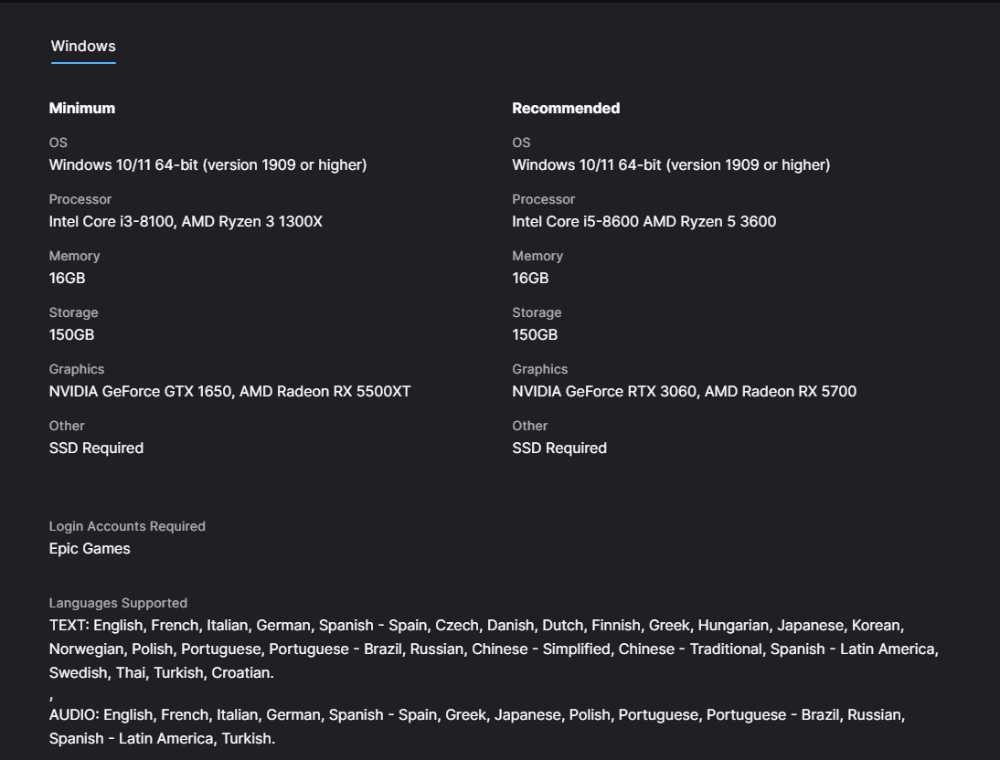 Windows
Minimum
OS
Windows 10/11 64-bit (version 1909 or higher)
Processor
Intel Core i3-8100, AMD Ryzen 3 1300X
Memory
16GB
Storage
150GB
Graphics
NVIDIA GeForce GTX 1650, AMD Radeon RX 5500XT
Other
SSD Required
Recommended
OS
Windows 10/11 64-bit (version 1909 or higher)
Processor
Intel Core i5-8600 AMD Ryzen 5 3600
Memory
16GB
Storage
150GB
Graphics
NVIDIA GeForce RTX 3060, AMD Radeon RX 5700
Other
SSD Required
Login Accounts Required
Epic Games
Languages Supported
TEXT: English, French, Italian, German, Spanish - Spain, Czech, Danish, Dutch, Finnish, Greek, Hungarian, Japanese, Korean,
Norwegian, Polish, Portuguese, Portuguese - Brazil, Russian, Chinese - Simplified, Chinese - Traditional, Spanish - Latin America,
Swedish, Thai, Turkish, Croatian.
,
AUDIO: English, French, Italian, German, Spanish - Spain, Greek, Japanese, Polish, Portuguese, Portuguese - Brazil, Russian,
Spanish - Latin America, Turkish.